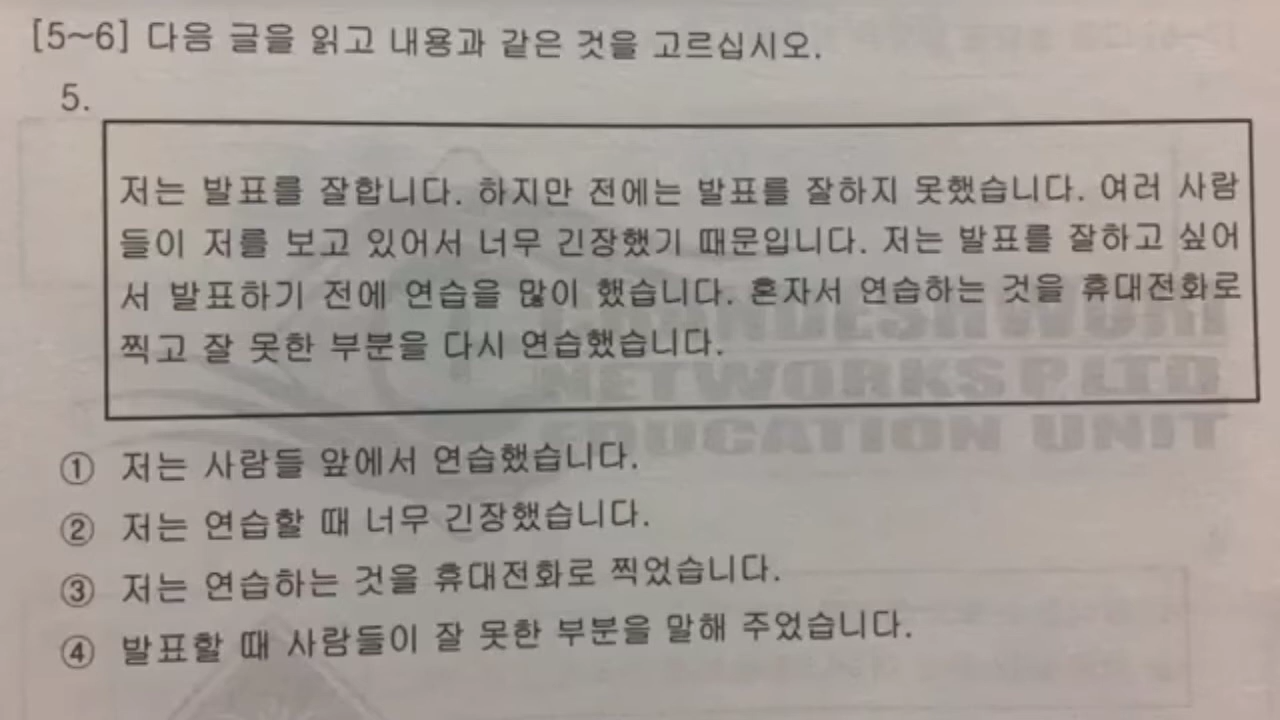 [5~6] 다음 글을 읽고 내용과 같은 것을 고르십시오.
5.
저는 발표를 잘합니다. 하지만 전에는 발표를 잘하지 못했습니다. 여러 사람
들이 저를 보고 있어서 너무 긴장했기 때문입니다. 저는 발표를 잘하고 싶어
서 발표하기 전에 연습을 많이 했습니다. 혼자서 연습하는 것을 휴대전화로
찍고 잘 못한 부분을 다시 연습했습니다.
NETWORKS P. LTD
EDUCATION UNIT
① 저는 사람들 앞에서 연습했습니다.
② 저는 연습할 때 너무 긴장했습니다.
③ 저는 연습하는 것을 휴대전화로 찍었습니다.
④ 발표할 때 사람들이 잘 못한 부분을 말해 주었습니다.